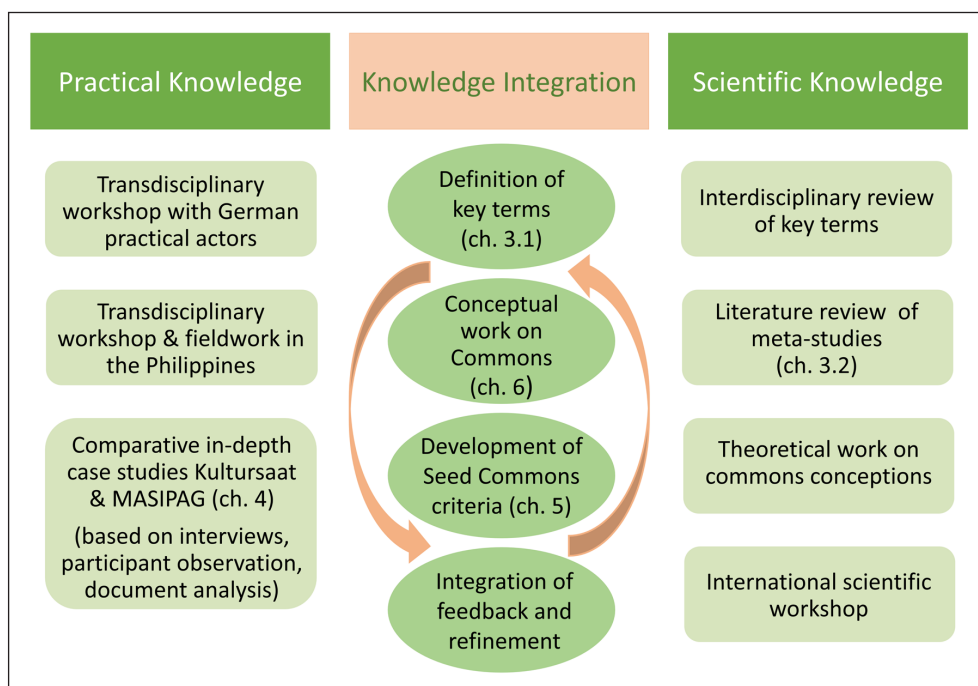 Practical Knowledge
Transdisciplinary
workshop with German
practical actors
Transdisciplinary
workshop & fieldwork in
the Philippines
Comparative in-depth
case studies Kultursaat
& MASIPAG (ch. 4)
(based on interviews,
participant observation,
document analysis)
Knowledge Integration
Definition of
key terms
(ch. 3.1)
Conceptual
work on
Commons
(ch. 6)
Development of
Seed Commons
criteria (ch. 5)
Integration of
feedback and
refinement
Scientific Knowledge
Interdisciplinary review
of key terms
Literature review of
meta-studies
(ch. 3.2)
Theoretical work on
commons conceptions
International scientific
workshop